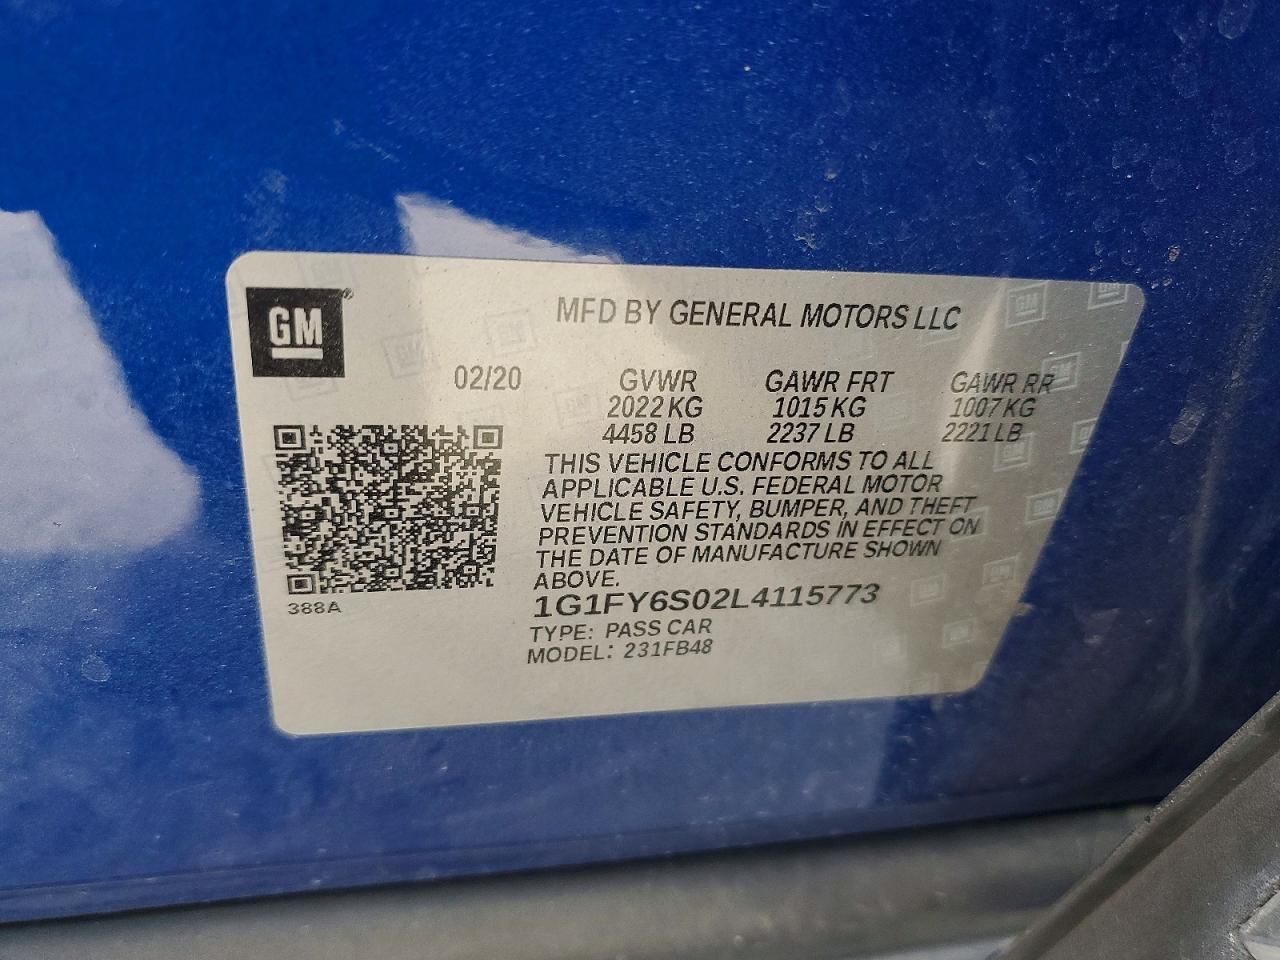 GM
MFD BY GENERAL MOTORS LLC
02/20 GVWR GAWR FRT GAWR RR
2022 KG 1015 KG 1007 KG
4458 LB 2237 LB 2221 LB
THIS VEHICLE CONFORMS TO ALL
APPLICABLE U.S. FEDERAL MOTOR
VEHICLE SAFETY, BUMPER, AND THEFT
PREVENTION STANDARDS IN EFFECT ON
THE DATE OF MANUFACTURE SHOWN
ABOVE.
388A
1G1FY6S02L4115773
TYPE: PASS CAR
MODEL: 231FB48